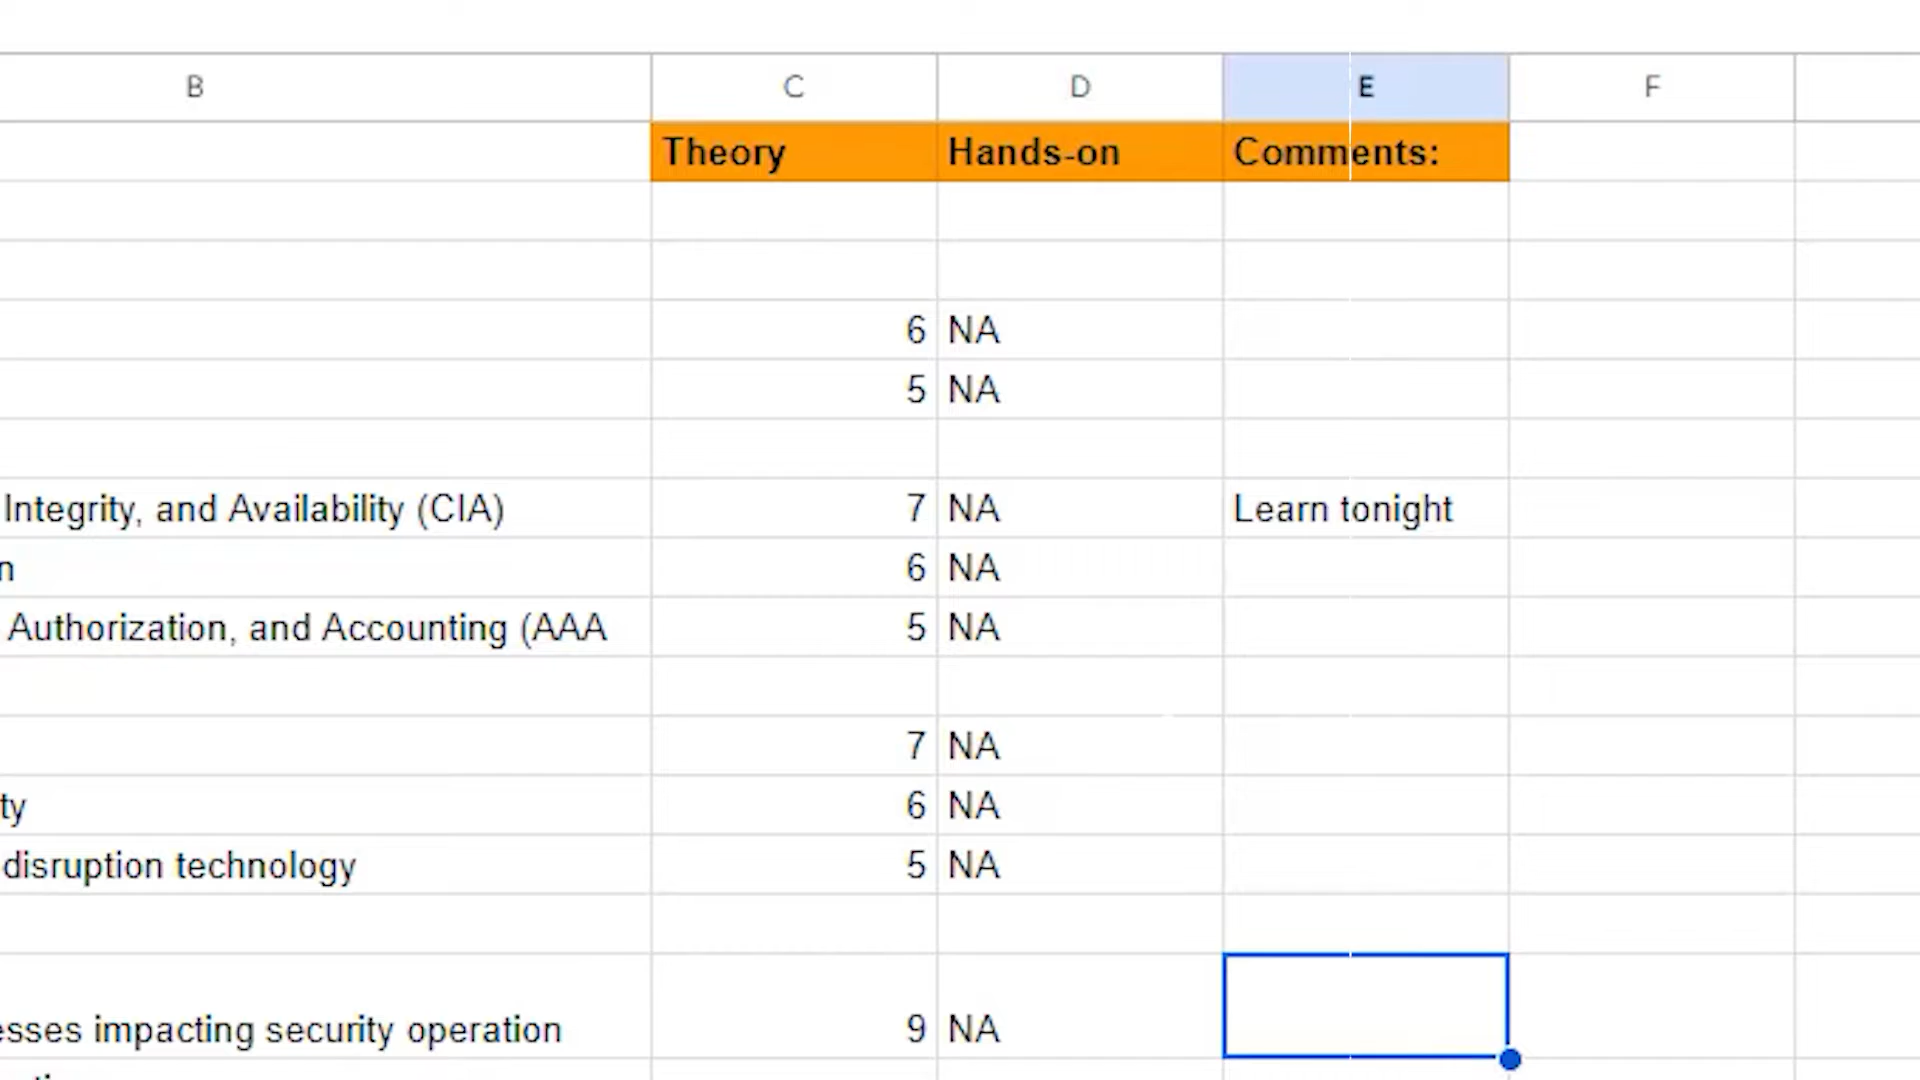 B C D E F
Theory Hands-on Comments:
6 NA
5 NA
Integrity, and Availability (CIA) 7 NA Learn tonight
n 6 NA
Authorization, and Accounting (AAA 5 NA
7 NA
ty 6 NA
disruption technology 5 NA
esses impacting security operation 9 NA